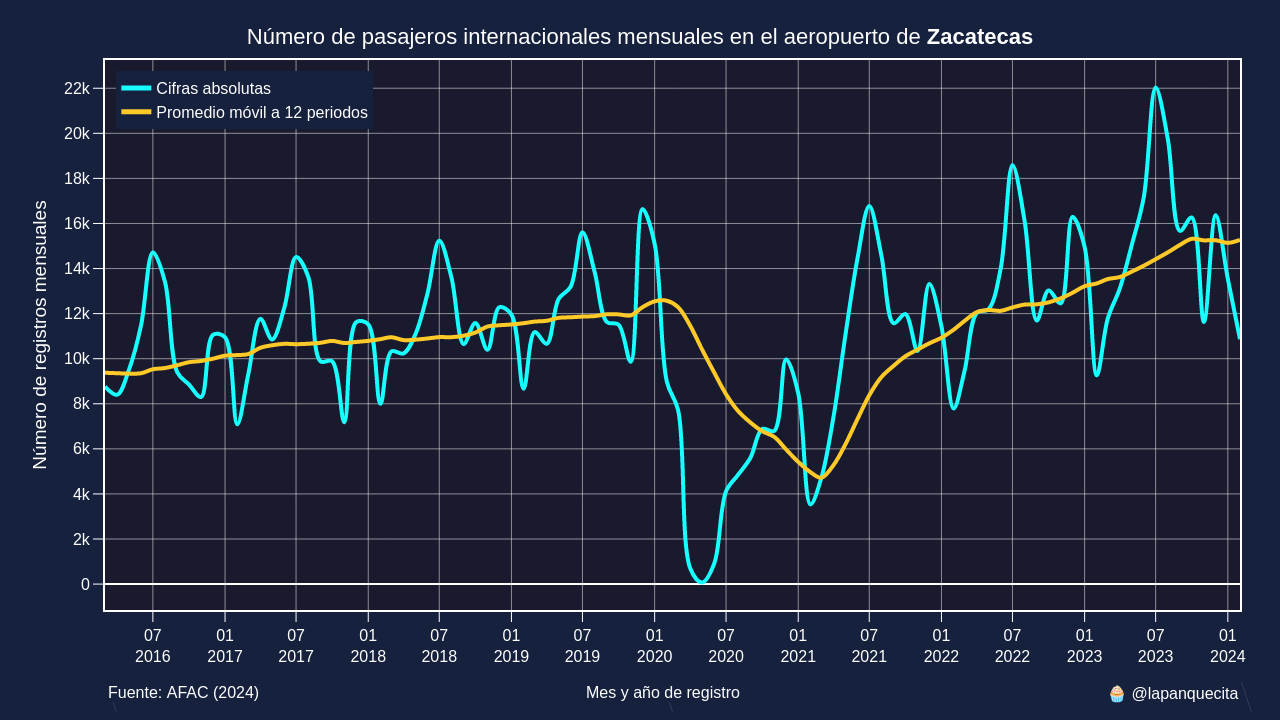 Número de pasajeros internacionales mensuales en el aeropuerto de Zacatecas
Cifras absolutas
Promedio móvil a 12 periodos
Número de registros mensuales
22k
20k
18k
16k
14k
12k
10k
8k
6k
4k
2k
0
07 01 07 01 07 01 07 01 07 01 07 01 07 01 07 01
2016 2017 2017 2018 2018 2019 2019 2020 2020 2021 2021 2022 2022 2023 2023 2024
Fuente: AFAC (2024) Mes y año de registro 🧁 @lapanquecita